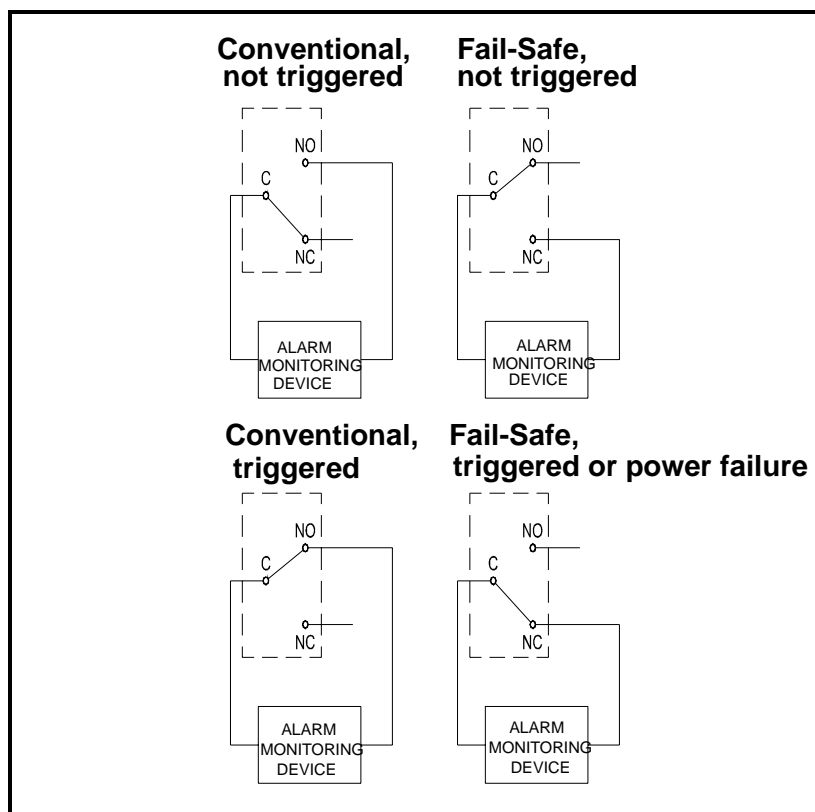 Conventional,
not triggered
NO
C
NC
ALARM
MONITORING
DEVICE
Fail-Safe,
not triggered
NO
C
NC
ALARM
MONITORING
DEVICE
Conventional,
triggered
NO
C
NC
ALARM
MONITORING
DEVICE
Fail-Safe,
triggered or power failure
NO
C
NC
ALARM
MONITORING
DEVICE